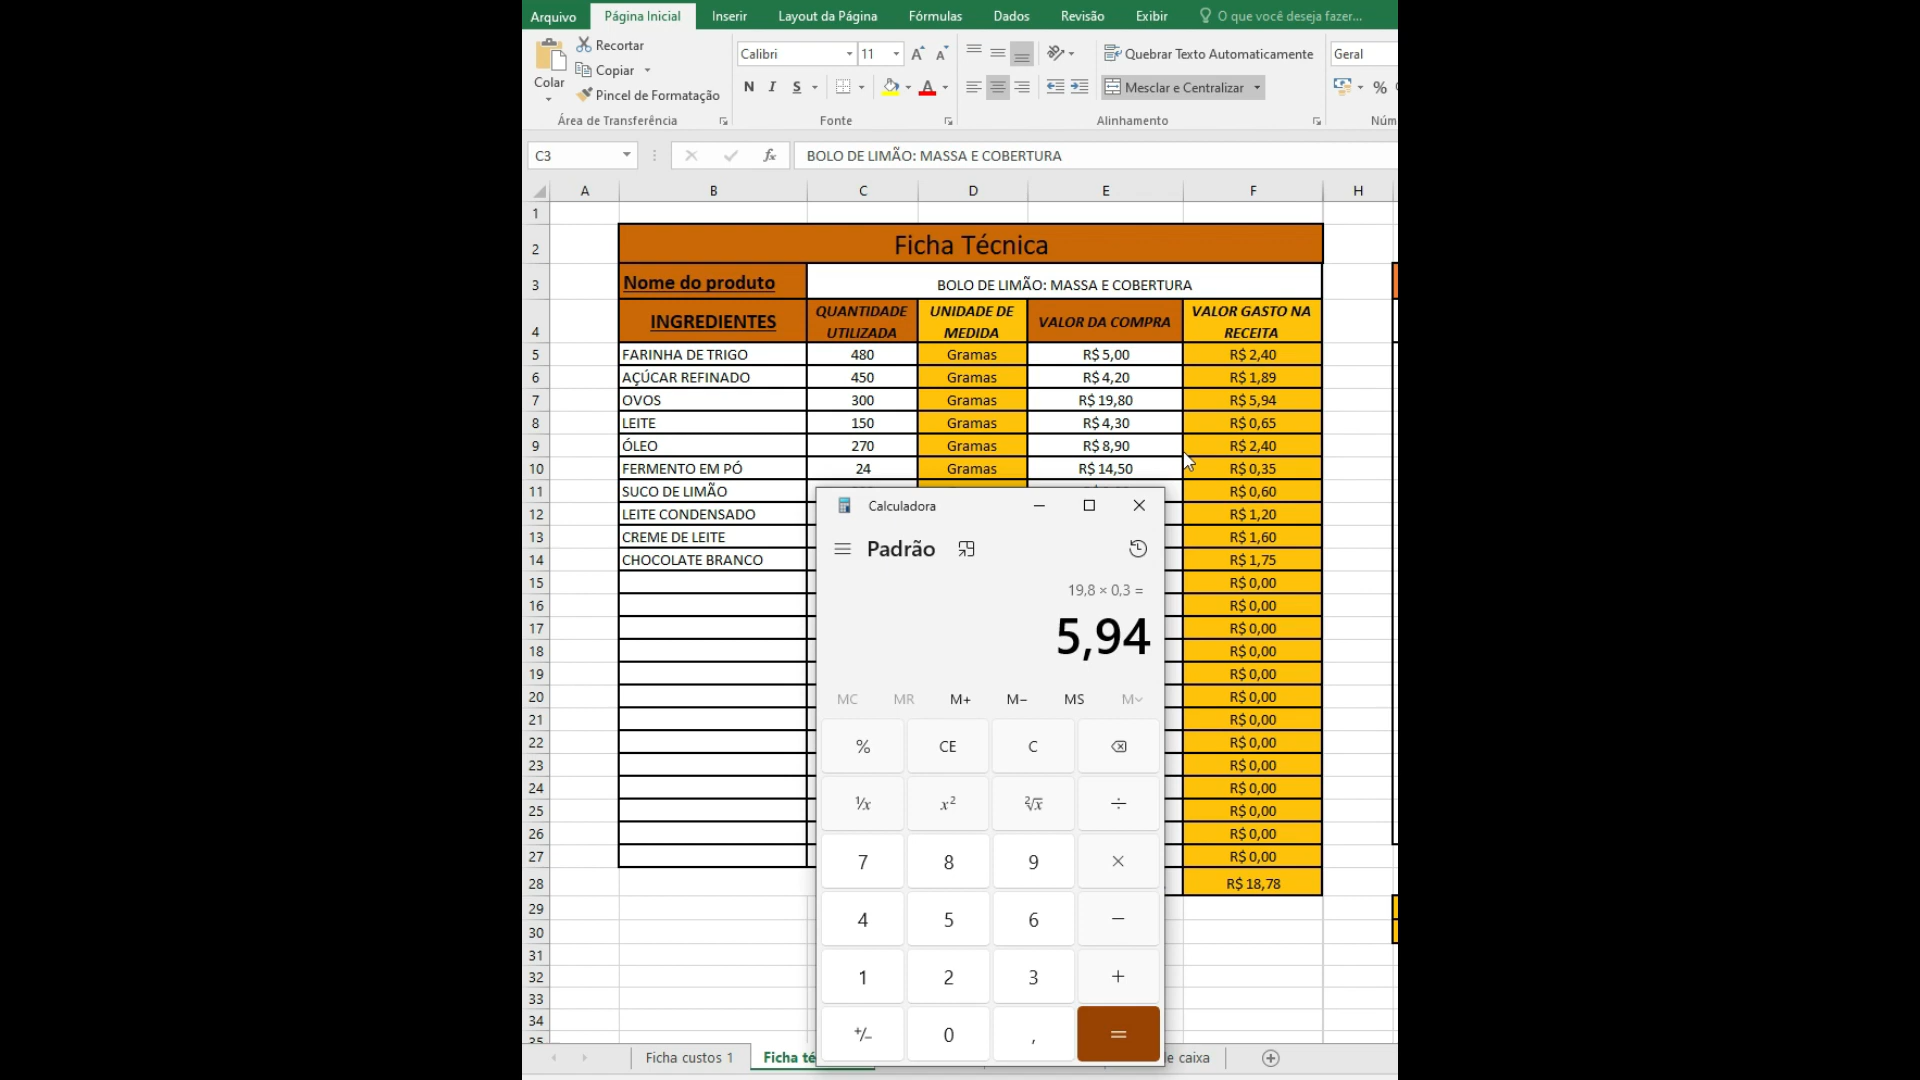 Arquivo Página Inicial Inserir Layout da Página Fórmulas Dados Revisão Exibir O que você deseja fazer...
Colar Recortar
Copiar
Pincel de Formatação
Calibri 11
N I S
Quebrar Texto Automaticamente
Mesclar e Centralizar
Geral
%
Área de Transferência Fonte Alinhamento Núm
C3 fx BOLO DE LIMÃO: MASSA E COBERTURA
A B C D E F H
1
2 Ficha Técnica
3 Nome do produto BOLO DE LIMÃO: MASSA E COBERTURA
4 INGREDIENTES QUANTIDADE UTILIZADA UNIDADE DE MEDIDA VALOR DA COMPRA VALOR GASTO NA RECEITA
5 FARINHA DE TRIGO 480 Gramas R$ 5,00 R$ 2,40
6 AÇÚCAR REFINADO 450 Gramas R$ 4,20 R$ 1,89
7 OVOS 300 Gramas R$ 19,80 R$ 5,94
8 LEITE 150 Gramas R$ 4,30 R$ 0,65
9 ÓLEO 270 Gramas R$ 8,90 R$ 2,40
10 FERMENTO EM PÓ 24 Gramas R$ 14,50 R$ 0,35
11 SUCO DE LIMÃO R$ 0,60
12 LEITE CONDENSADO R$ 1,20
13 CREME DE LEITE R$ 1,60
14 CHOCOLATE BRANCO R$ 1,75
15 R$ 0,00
16 R$ 0,00
17 R$ 0,00
18 R$ 0,00
19 R$ 0,00
20 R$ 0,00
21 R$ 0,00
22 R$ 0,00
23 R$ 0,00
24 R$ 0,00
25 R$ 0,00
26 R$ 0,00
27 R$ 0,00
28 R$ 18,78
29
30
31
32
33
34
35
Calculadora
Padrão
19,8 × 0,3 =
5,94
MC MR M+ M− MS M
% CE C
¹/x x² ²√x ÷
7 8 9 ×
4 5 6 −
1 2 3 +
+/− 0 , =
Ficha custos 1 Ficha té e caixa